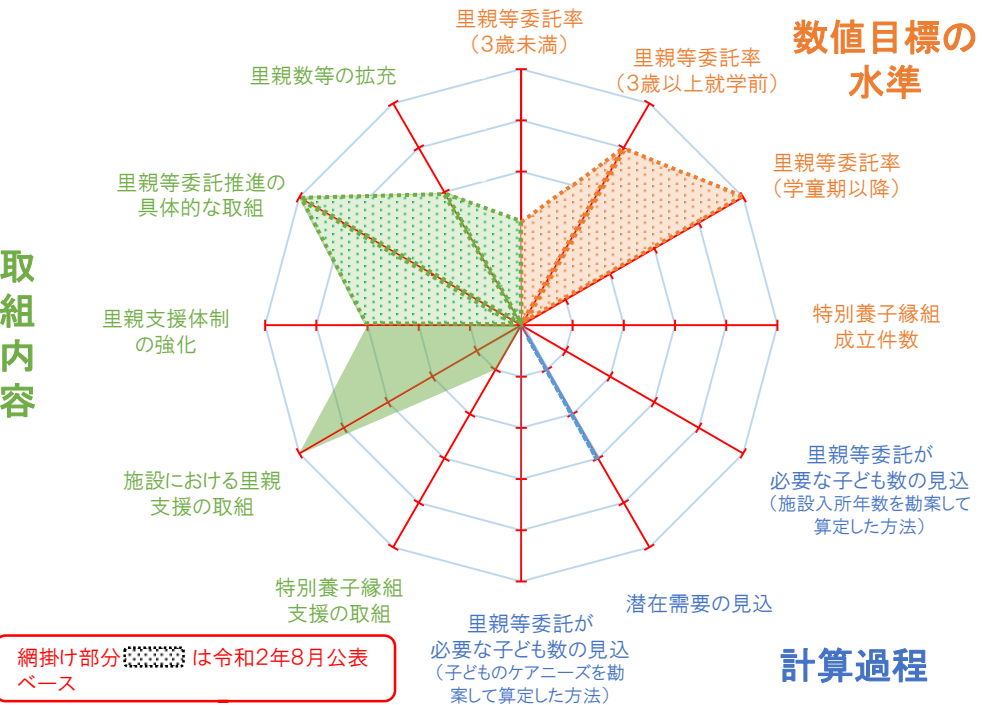 里親等委託率
（3歳未満）
数値目標の
水準
里親等委託率
（3歳以上就学前）
里親数等の拡充
里親等委託率
（学童期以降）
里親等委託推進の
具体的な取組
取組内容
里親支援体制
の強化
特別養子縁組
成立件数
里親等委託が
必要な子ども数の見込
（施設入所年数を勘案して
算定した方法）
施設における里親
支援の取組
特別養子縁組
支援の取組
潜在需要の見込
里親等委託が
必要な子ども数の見込
（子どものケアニーズを勘
案して算定した方法）
計算過程
網掛け部分 は令和2年8月公表
ベース